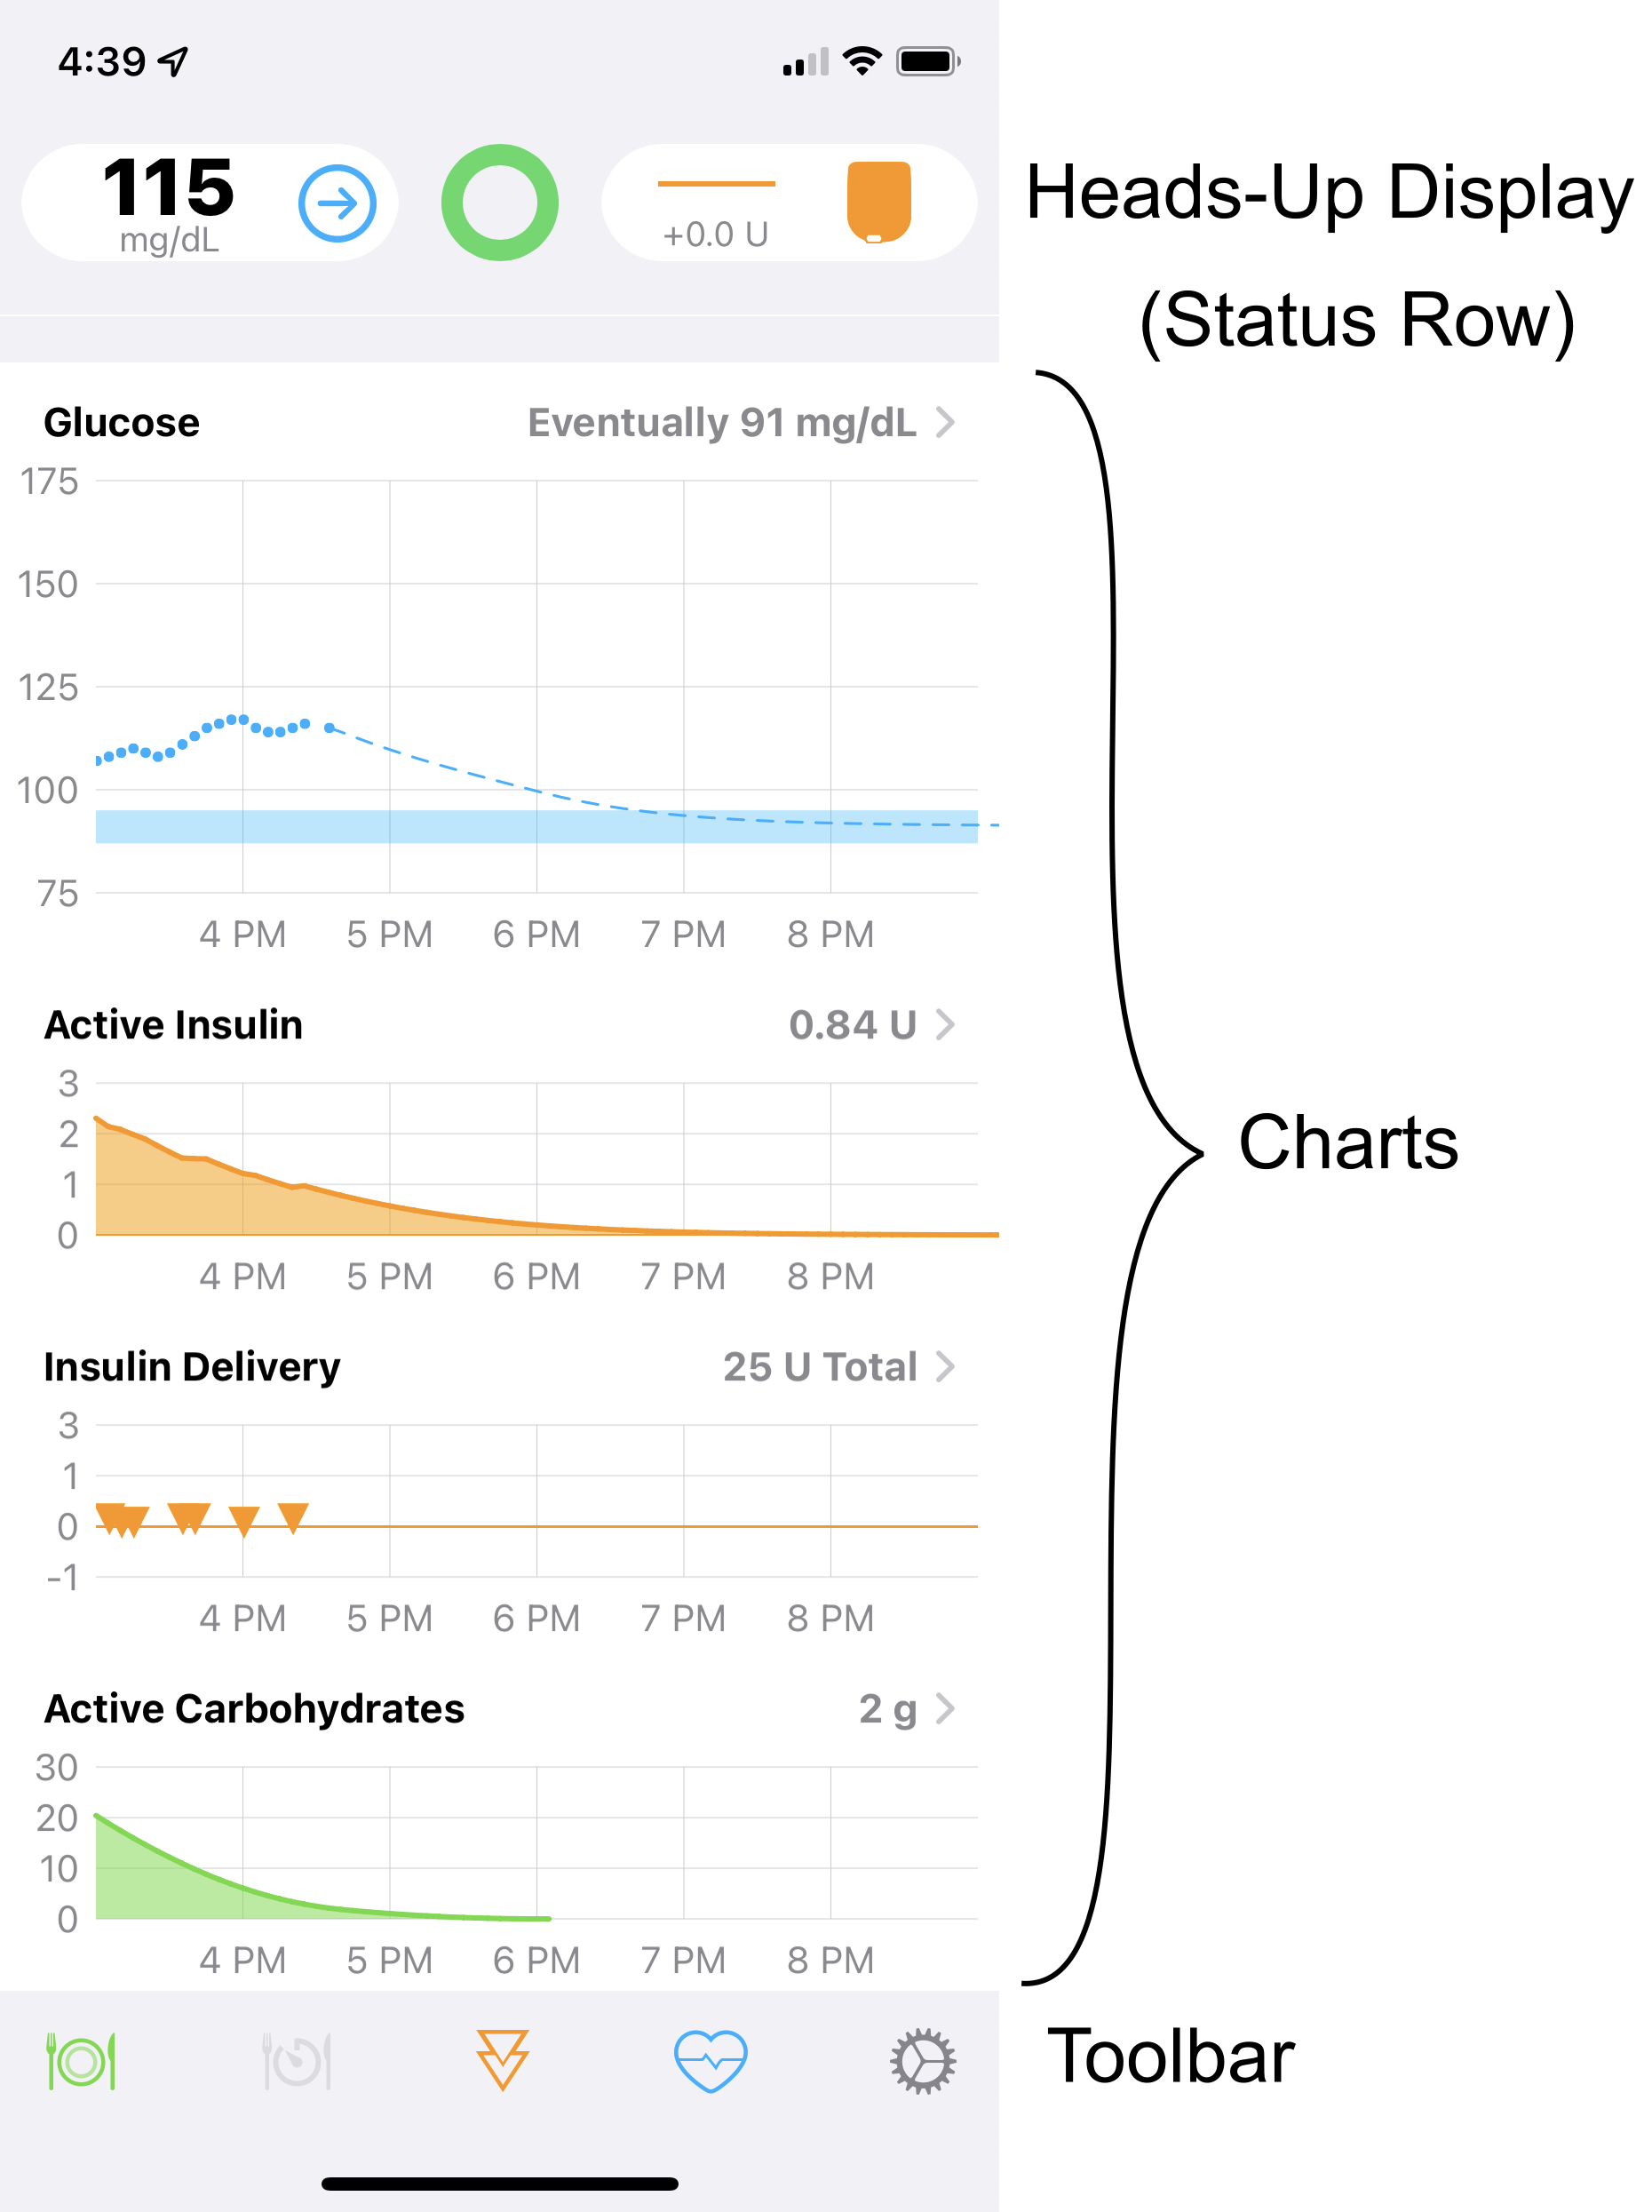 4:39
115
mg/dL
+0.0 U
Heads-Up Display
(Status Row)
Glucose Eventually 91 mg/dL
175
150
125
100
75
4 PM 5 PM 6 PM 7 PM 8 PM
Active Insulin 0.84 U
3
2
1
0
4 PM 5 PM 6 PM 7 PM 8 PM
Charts
Insulin Delivery 25 U Total
3
1
0
-1
4 PM 5 PM 6 PM 7 PM 8 PM
Active Carbohydrates 2 g
30
20
10
0
4 PM 5 PM 6 PM 7 PM 8 PM
Toolbar